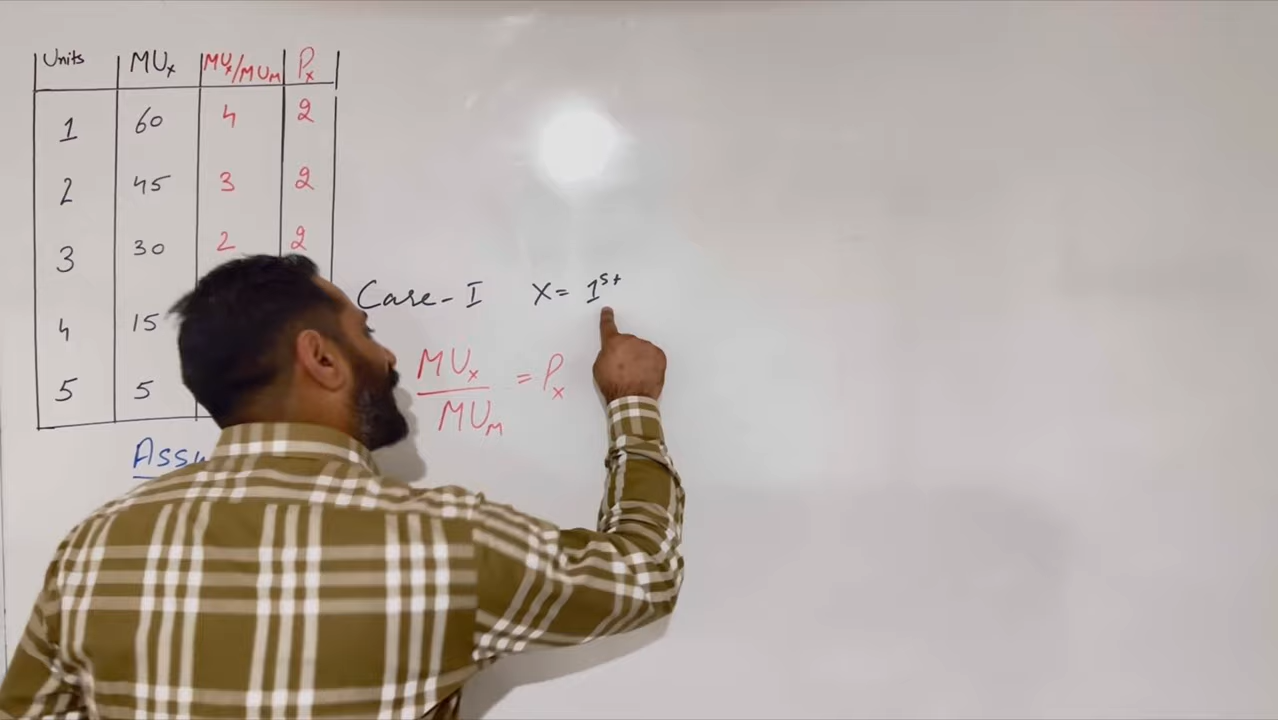 Units MUx MUx/MUM Px
1 60 4 2
2 45 3 2
3 30 2 2
4 15
5 5
Case-I X= 1st
MUx
= Px
MUM